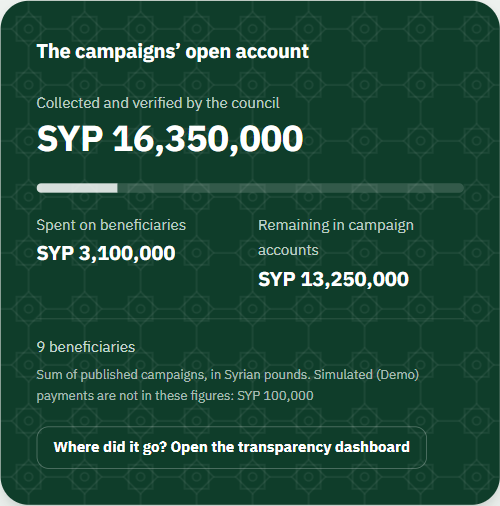 The campaigns’ open account
Collected and verified by the council
SYP 16,350,000
Spent on beneficiaries
SYP 3,100,000
Remaining in campaign
accounts
SYP 13,250,000
9 beneficiaries
Sum of published campaigns, in Syrian pounds. Simulated (Demo)
payments are not in these figures: SYP 100,000
Where did it go? Open the transparency dashboard